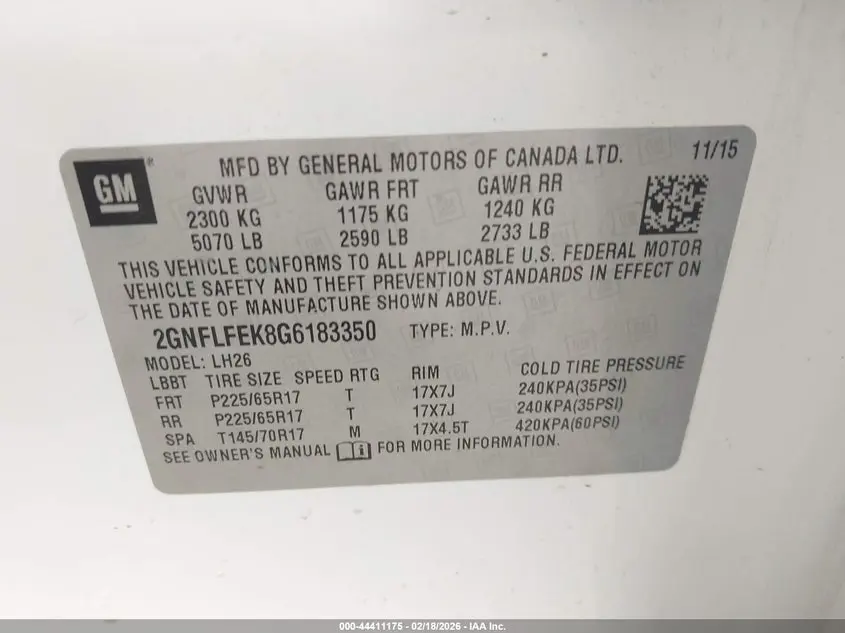 GM
MFD BY GENERAL MOTORS OF CANADA LTD. 11/15
GVWR GAWR FRT GAWR RR
2300 KG 1175 KG 1240 KG
5070 LB 2590 LB 2733 LB
THIS VEHICLE CONFORMS TO ALL APPLICABLE U.S. FEDERAL MOTOR
VEHICLE SAFETY AND THEFT PREVENTION STANDARDS IN EFFECT ON
THE DATE OF MANUFACTURE SHOWN ABOVE.
2GNFLFEK8G6183350 TYPE: M.P.V.
MODEL: LH26
LBBT TIRE SIZE SPEED RTG RIM COLD TIRE PRESSURE
FRT P225/65R17 T 17X7J 240KPA(35PSI)
RR P225/65R17 T 17X7J 240KPA(35PSI)
SPA T145/70R17 M 17X4.5T 420KPA(60PSI)
SEE OWNER'S MANUAL FOR MORE INFORMATION.
000-44411175 - 02/18/2026 - IAA Inc.